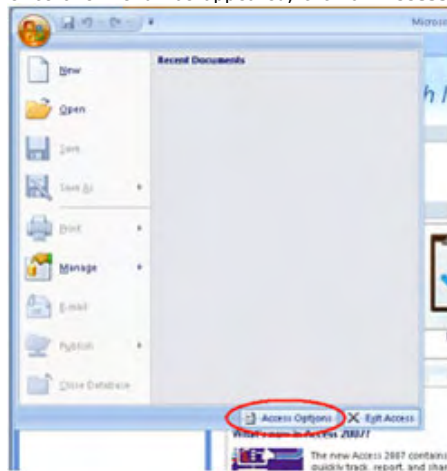 Microso
Recent Documents
New
h
Open
Save
Save As
Print
Manage
E-mail
Publish
Close Database
Access Options
Exit Access
What's new in Access 2007?
The new Access 2007 contains
quickly track, report, and